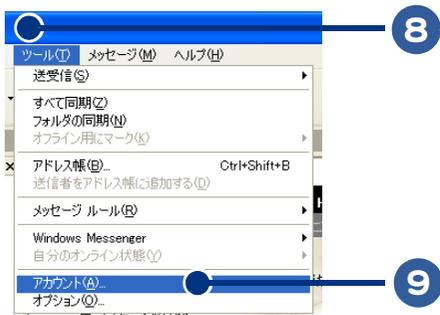 8
ツール(T) メッセージ(M) ヘルプ(H)
送受信(S)
すべて同期(Z)
フォルダの同期(N)
オフライン用にマーク(K)
アドレス帳(B)... Ctrl+Shift+B
送信者をアドレス帳に追加する(D)
メッセージ ルール(R)
Windows Messenger
自分のオンライン状態(Y)
アカウント(A)...
9
オプション(O)...